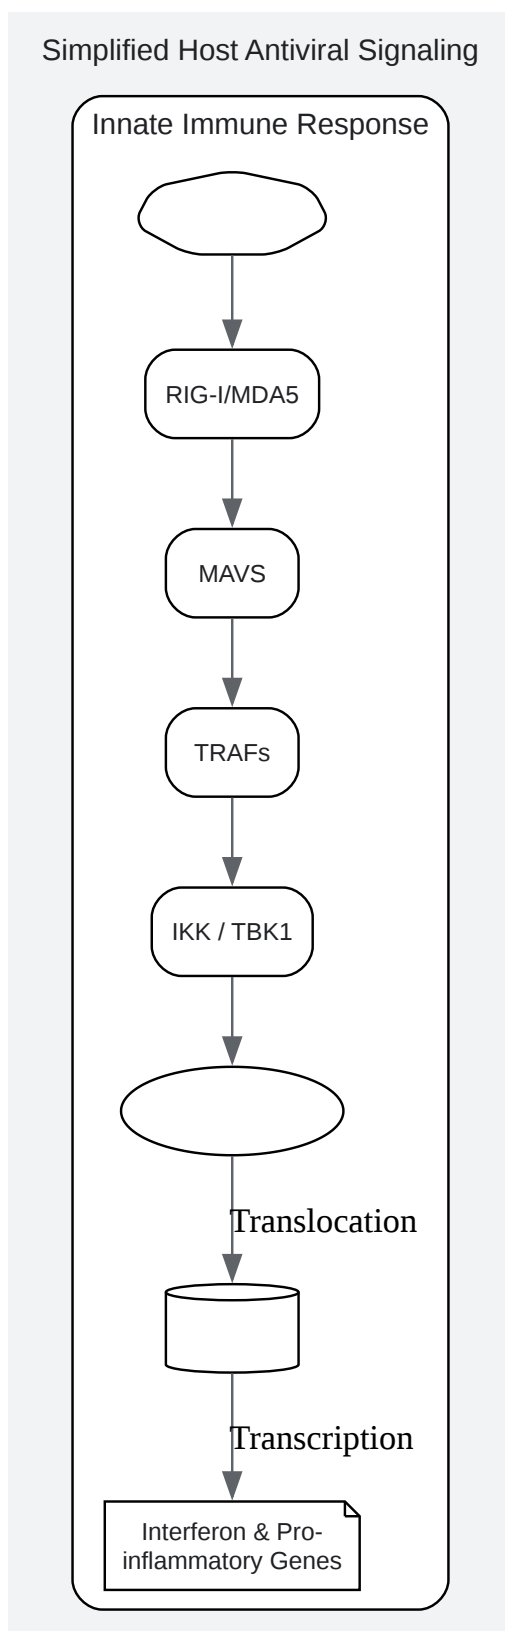 Simplified Host Antiviral Signaling
Innate Immune Response
RIG-I/MDA5
MAVS
TRAFs
IKK / TBK1
Translocation
Transcription
Interferon & Pro-
inflammatory Genes